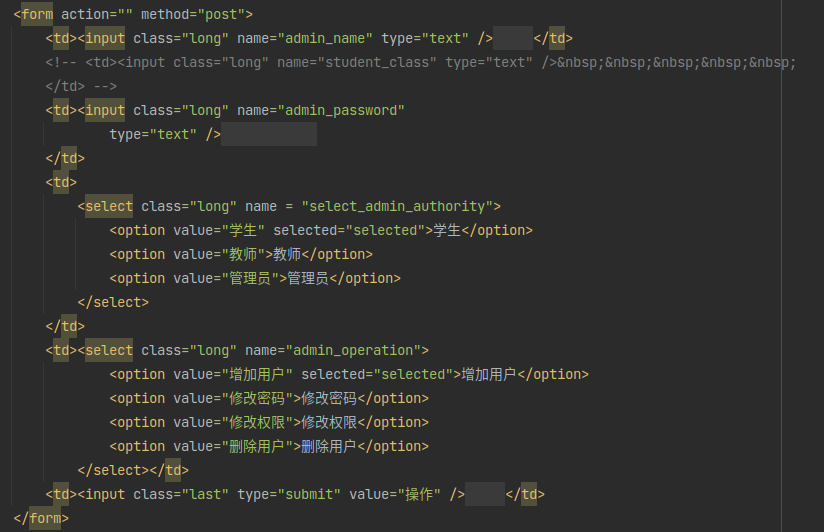 <form action="" method="post">
<td><input class="long" name="admin_name" type="text" /></td>
<!-- <td><input class="long" name="student_class" type="text" />&nbsp;&nbsp;&nbsp;&nbsp;&nbsp;
</td> -->
<td><input class="long" name="admin_password"
type="text" />
</td>
<td>
<select class="long" name = "select_admin_authority">
<option value="学生" selected="selected">学生</option>
<option value="教师">教师</option>
<option value="管理员">管理员</option>
</select>
</td>
<td><select class="long" name="admin_operation">
<option value="增加用户" selected="selected">增加用户</option>
<option value="修改密码">修改密码</option>
<option value="修改权限">修改权限</option>
<option value="删除用户">删除用户</option>
</select></td>
<td><input class="last" type="submit" value="操作" /></td>
</form>